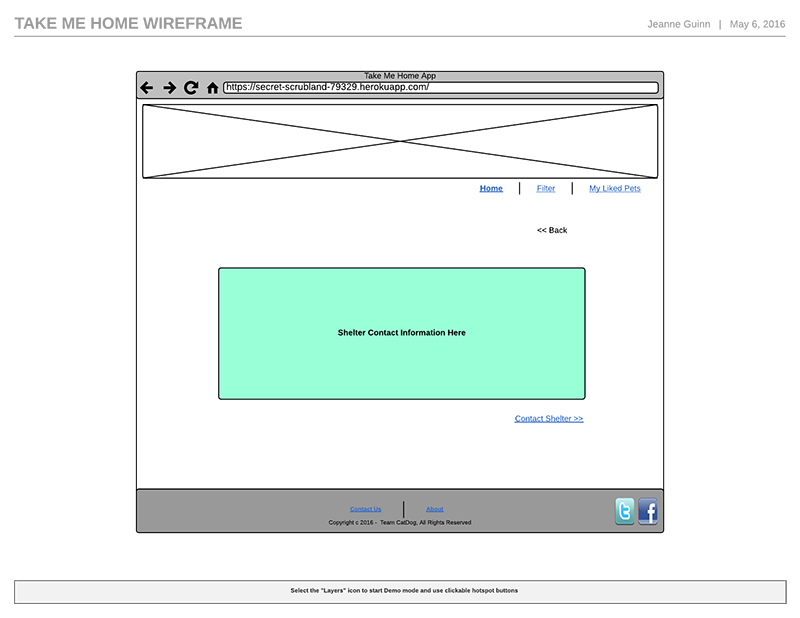 TAKE ME HOME WIREFRAME
Jeanne Guinn | May 6, 2016
Take Me Home App
https://secret-scrubland-79329.herokuapp.com/
Home | Filter | My Liked Pets
<< Back
Shelter Contact Information Here
Contact Shelter >>
Contact Us | About
Copyright c 2016 - Team CatDog, All Rights Reserved
Select the "Layers" icon to start Demo mode and use clickable hotspot buttons